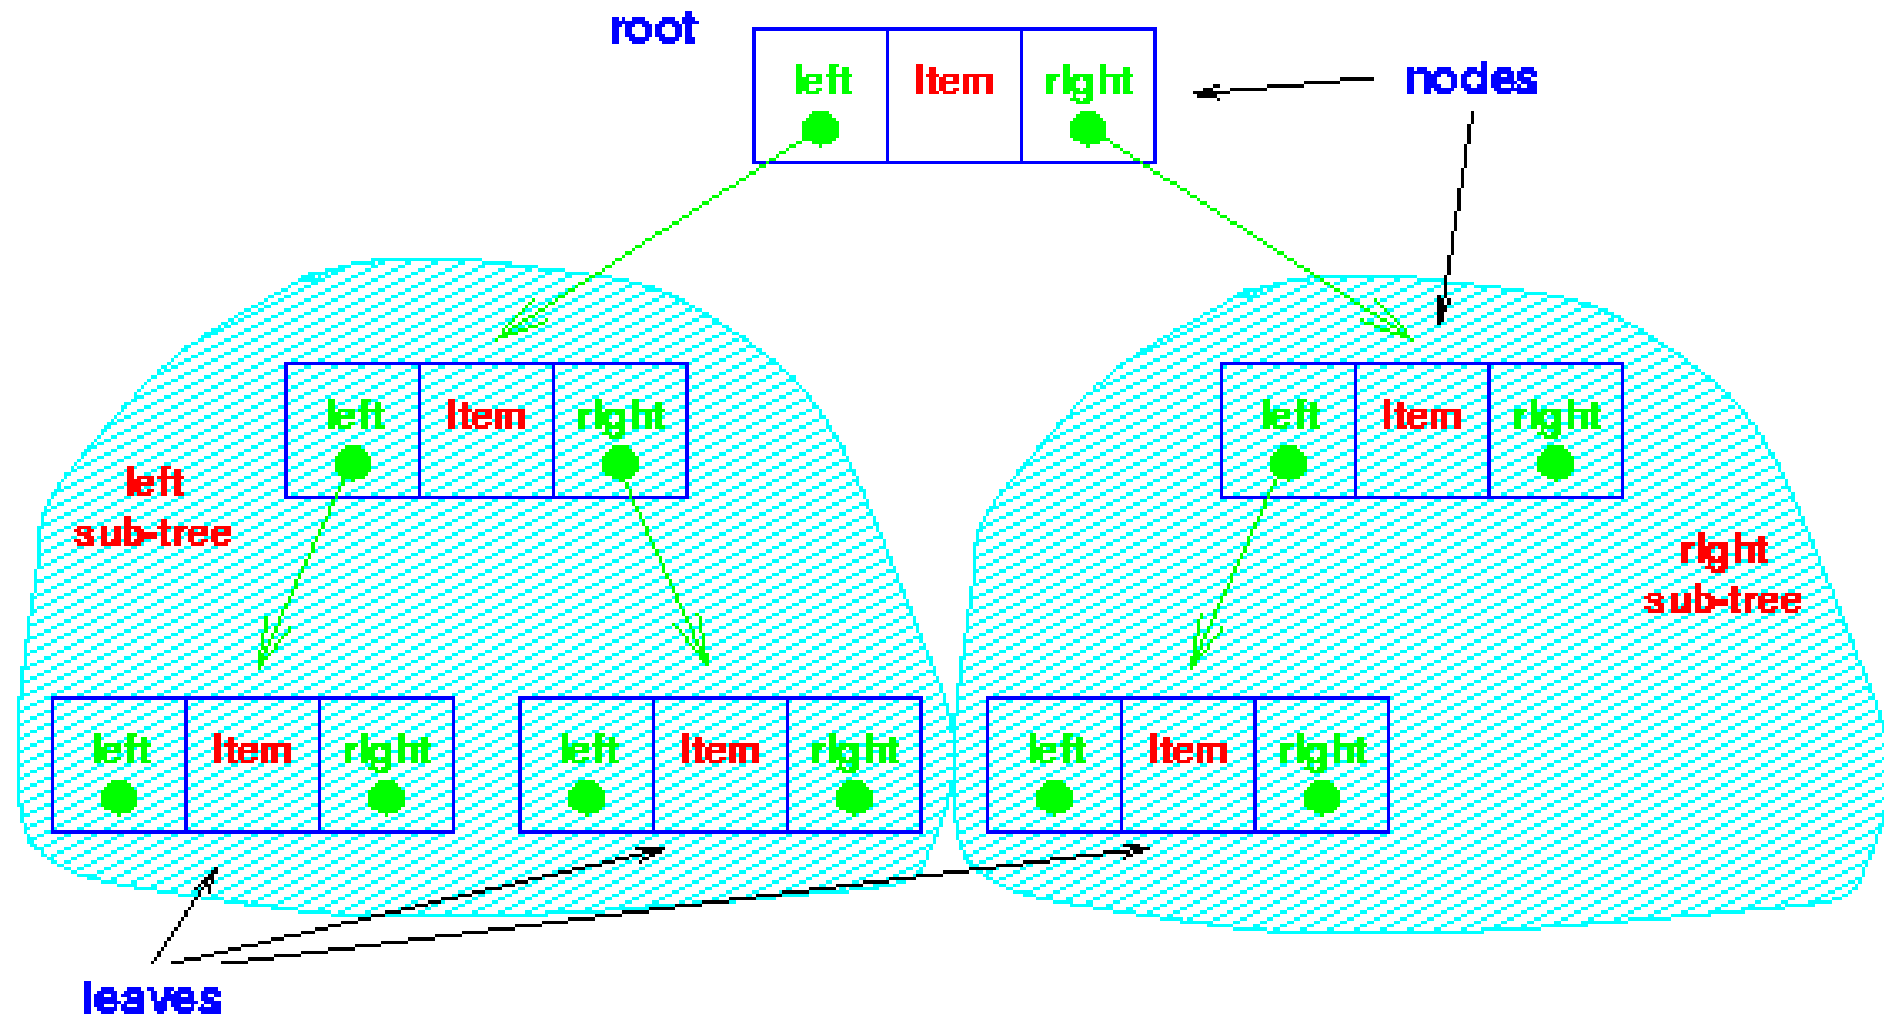 root
left Item right
nodes
left Item right
left Item right
left
sub-tree
right
sub-tree
left Item right
left Item right
left Item right
leaves